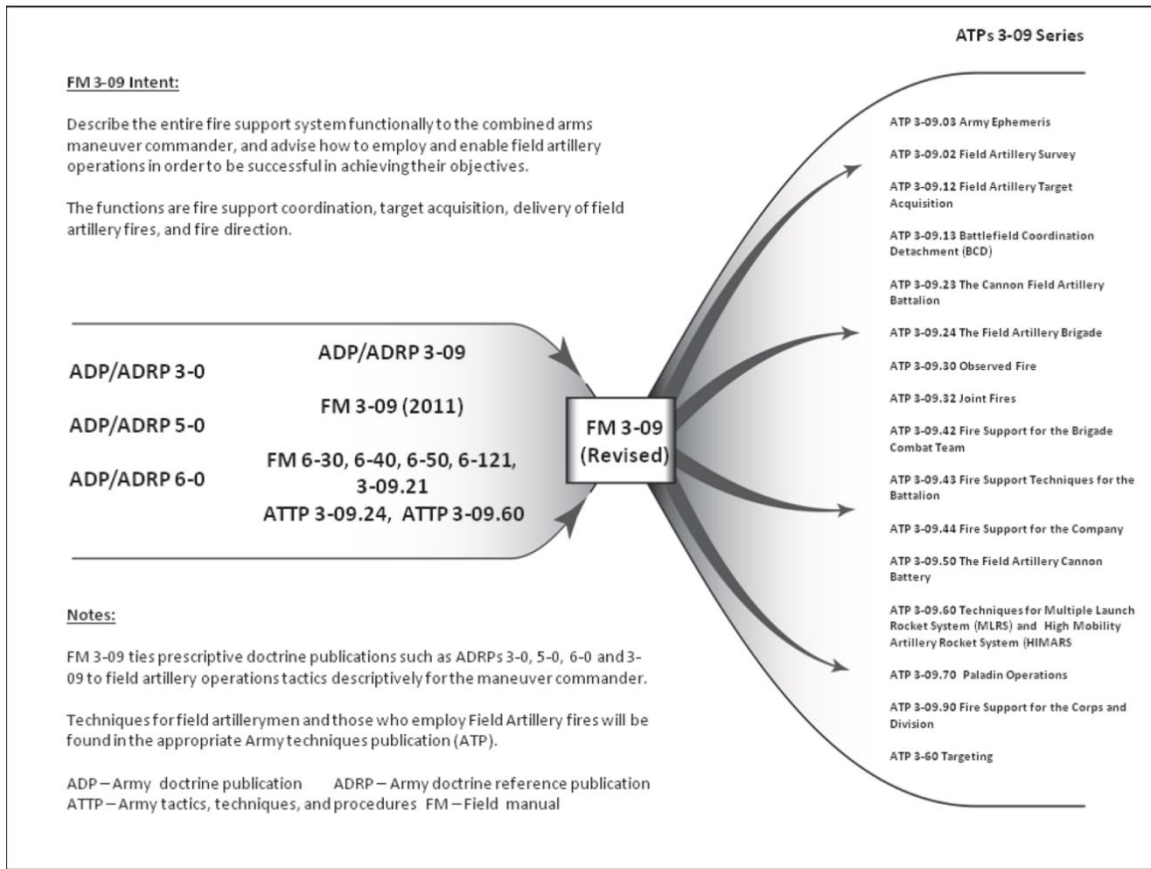 ATPs 3-09 Series
FM 3-09 Intent:
Describe the entire fire support system functionally to the combined arms
maneuver commander, and advise how to employ and enable field artillery
operations in order to be successful in achieving their objectives.
The functions are fire support coordination, target acquisition, delivery of field
artillery fires, and fire direction.
ADP/ADRP 3-0
ADP/ADRP 5-0
ADP/ADRP 6-0
ADP/ADRP 3-09
FM 3-09 (2011)
FM 6-30, 6-40, 6-50, 6-121,
3-09.21
ATTP 3-09.24, ATTP 3-09.60
FM 3-09
(Revised)
ATP 3-09.03 Army Ephemeris
ATP 3-09.02 Field Artillery Survey
ATP 3-09.12 Field Artillery Target
Acquisition
ATP 3-09.13 Battlefield Coordination
Detachment (BCD)
ATP 3-09.23 The Cannon Field Artillery
Battalion
ATP 3-09.24 The Field Artillery Brigade
ATP 3-09.30 Observed Fire
ATP 3-09.32 Joint Fires
ATP 3-09.42 Fire Support for the Brigade
Combat Team
ATP 3-09.43 Fire Support Techniques for the
Battalion
ATP 3-09.44 Fire Support for the Company
ATP 3-09.50 The Field Artillery Cannon
Battery
ATP 3-09.60 Techniques for Multiple Launch
Rocket System (MLRS) and High Mobility
Artillery Rocket System (HIMARS
ATP 3-09.70 Paladin Operations
ATP 3-09.90 Fire Support for the Corps and
Division
ATP 3-60 Targeting
Notes:
FM 3-09 ties prescriptive doctrine publications such as ADRPs 3-0, 5-0, 6-0 and 3-
09 to field artillery operations tactics descriptively for the maneuver commander.
Techniques for field artillerymen and those who employ Field Artillery fires will be
found in the appropriate Army techniques publication (ATP).
ADP – Army doctrine publication ADRP – Army doctrine reference publication
ATTP – Army tactics, techniques, and procedures FM – Field manual